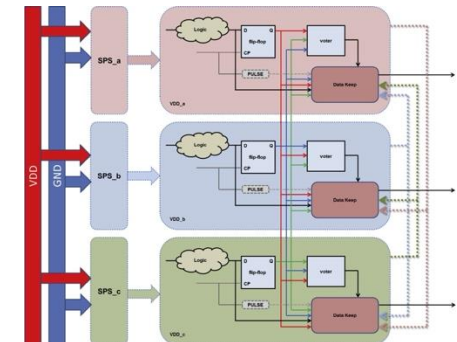 VDD
GND
SPS_a
Logic
D
Q
flip-flop
CP
voter
PULSE
Data Keep
VDD_a
SPS_b
Logic
D
Q
flip-flop
CP
voter
PULSE
Data Keep
VDD_b
SPS_c
Logic
D
Q
flip-flop
CP
voter
PULSE
Data Keep
VDD_c